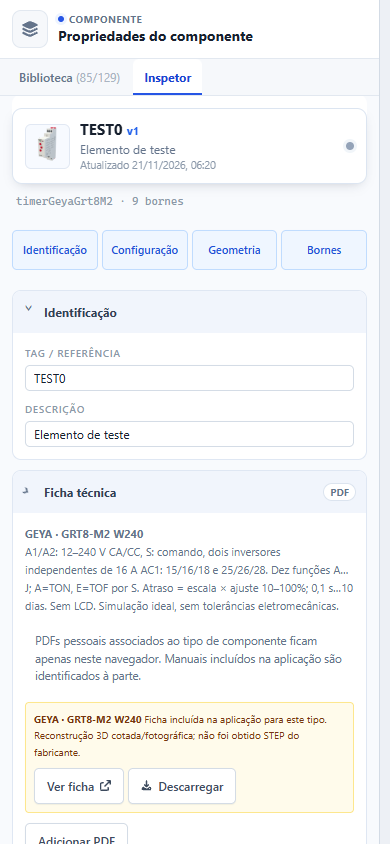 COMPONENTE
Propriedades do componente
Biblioteca (85/129)
Inspetor
TEST0 v1
Elemento de teste
Atualizado 21/11/2026, 06:20
timerGeyaGrt8M2 · 9 bornes
Identificação
Configuração
Geometria
Bornes
Identificação
TAG / REFERÊNCIA
TEST0
DESCRIÇÃO
Elemento de teste
Ficha técnica
PDF
GEYA · GRT8-M2 W240
A1/A2: 12–240 V CA/CC, S: comando, dois inversores
independentes de 16 A AC1: 15/16/18 e 25/26/28. Dez funções A…
J; A=TON, E=TOF por S. Atraso = escala × ajuste 10–100%; 0,1 s…10
dias. Sem LCD. Simulação ideal, sem tolerâncias eletromecânicas.
PDFs pessoais associados ao tipo de componente ficam
apenas neste navegador. Manuais incluídos na aplicação são
identificados à parte.
GEYA · GRT8-M2 W240 Ficha incluída na aplicação para este tipo.
Reconstrução 3D cotada/fotográfica; não foi obtido STEP do
fabricante.
Ver ficha
Descarregar
Adicionar PDF